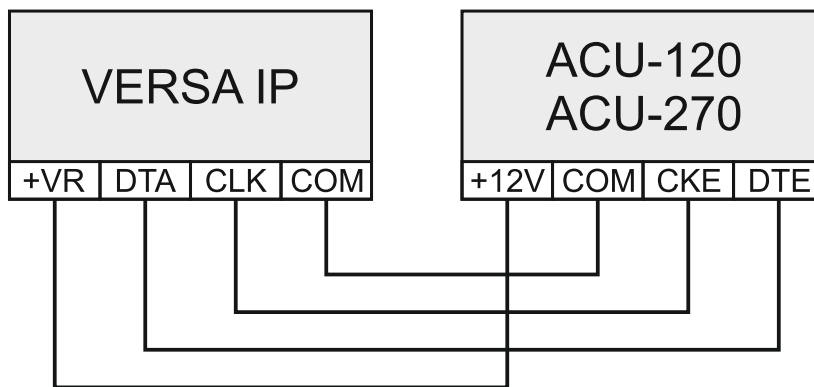 VERSA IP
+VR DTA CLK COM
ACU-120
ACU-270
+12V COM CKE DTE